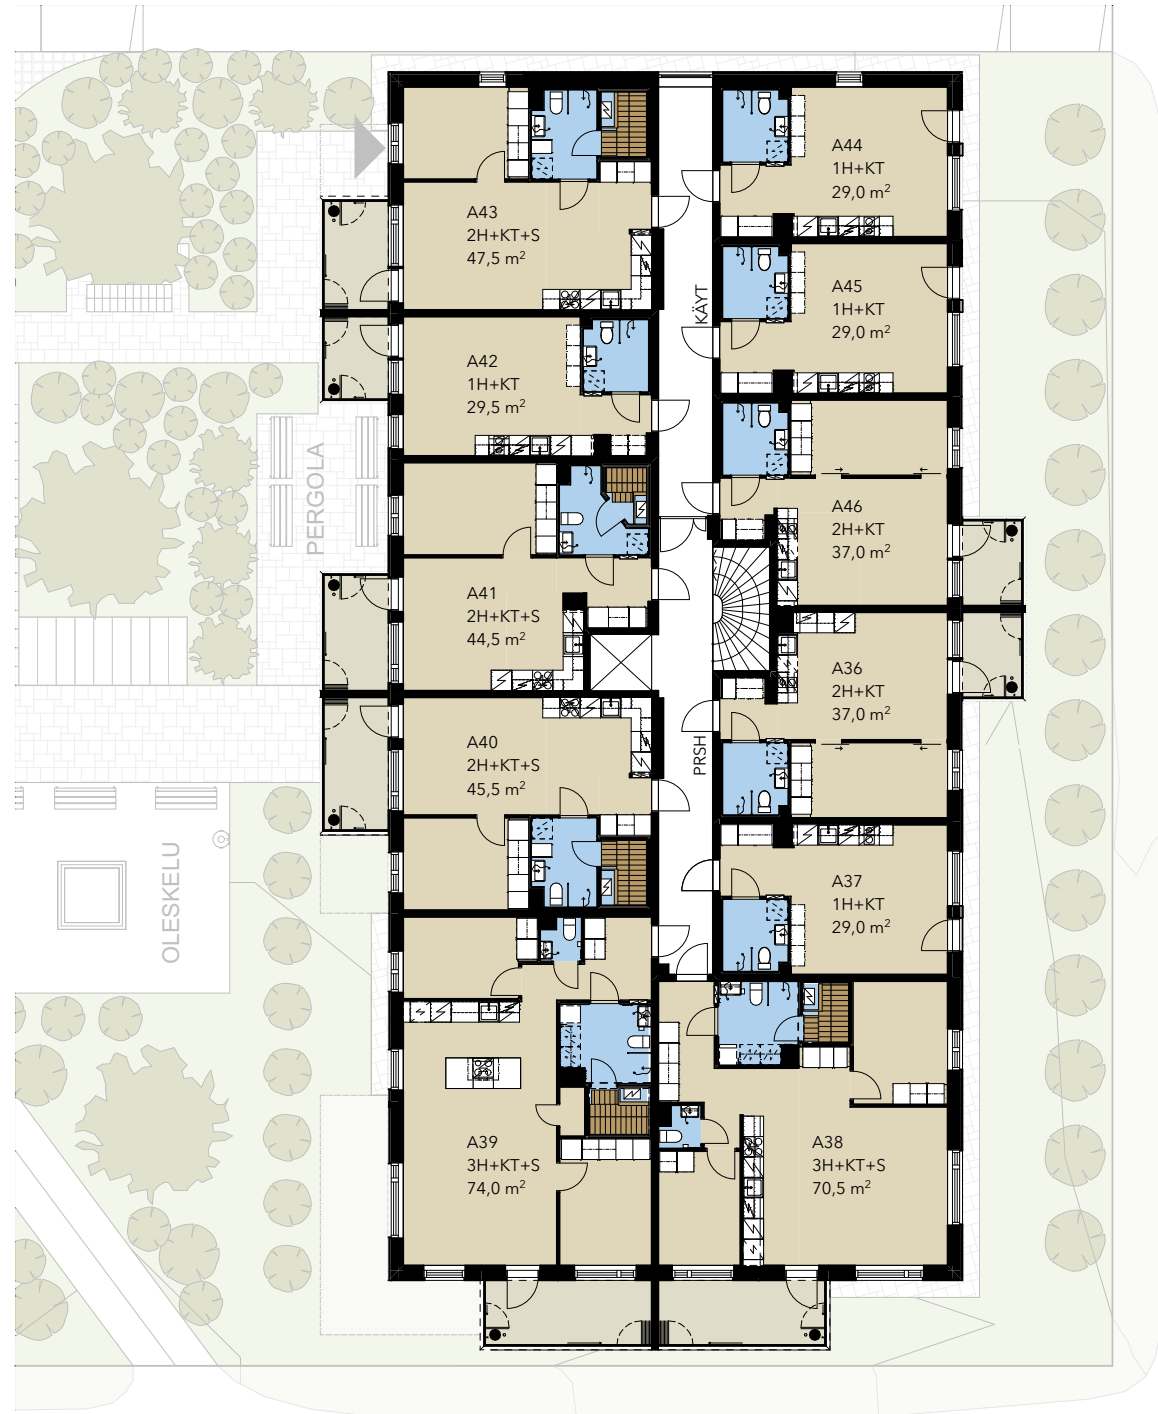 A43
2H+KT+S
47,5 m²
A44
1H+KT
29,0 m²
KÄYT
A45
1H+KT
29,0 m²
A42
1H+KT
29,5 m²
PERGOLA
A46
2H+KT
37,0 m²
A41
2H+KT+S
44,5 m²
A36
2H+KT
37,0 m²
A40
2H+KT+S
45,5 m²
PRSH
OLESKELU
A37
1H+KT
29,0 m²
A39
3H+KT+S
74,0 m²
A38
3H+KT+S
70,5 m²